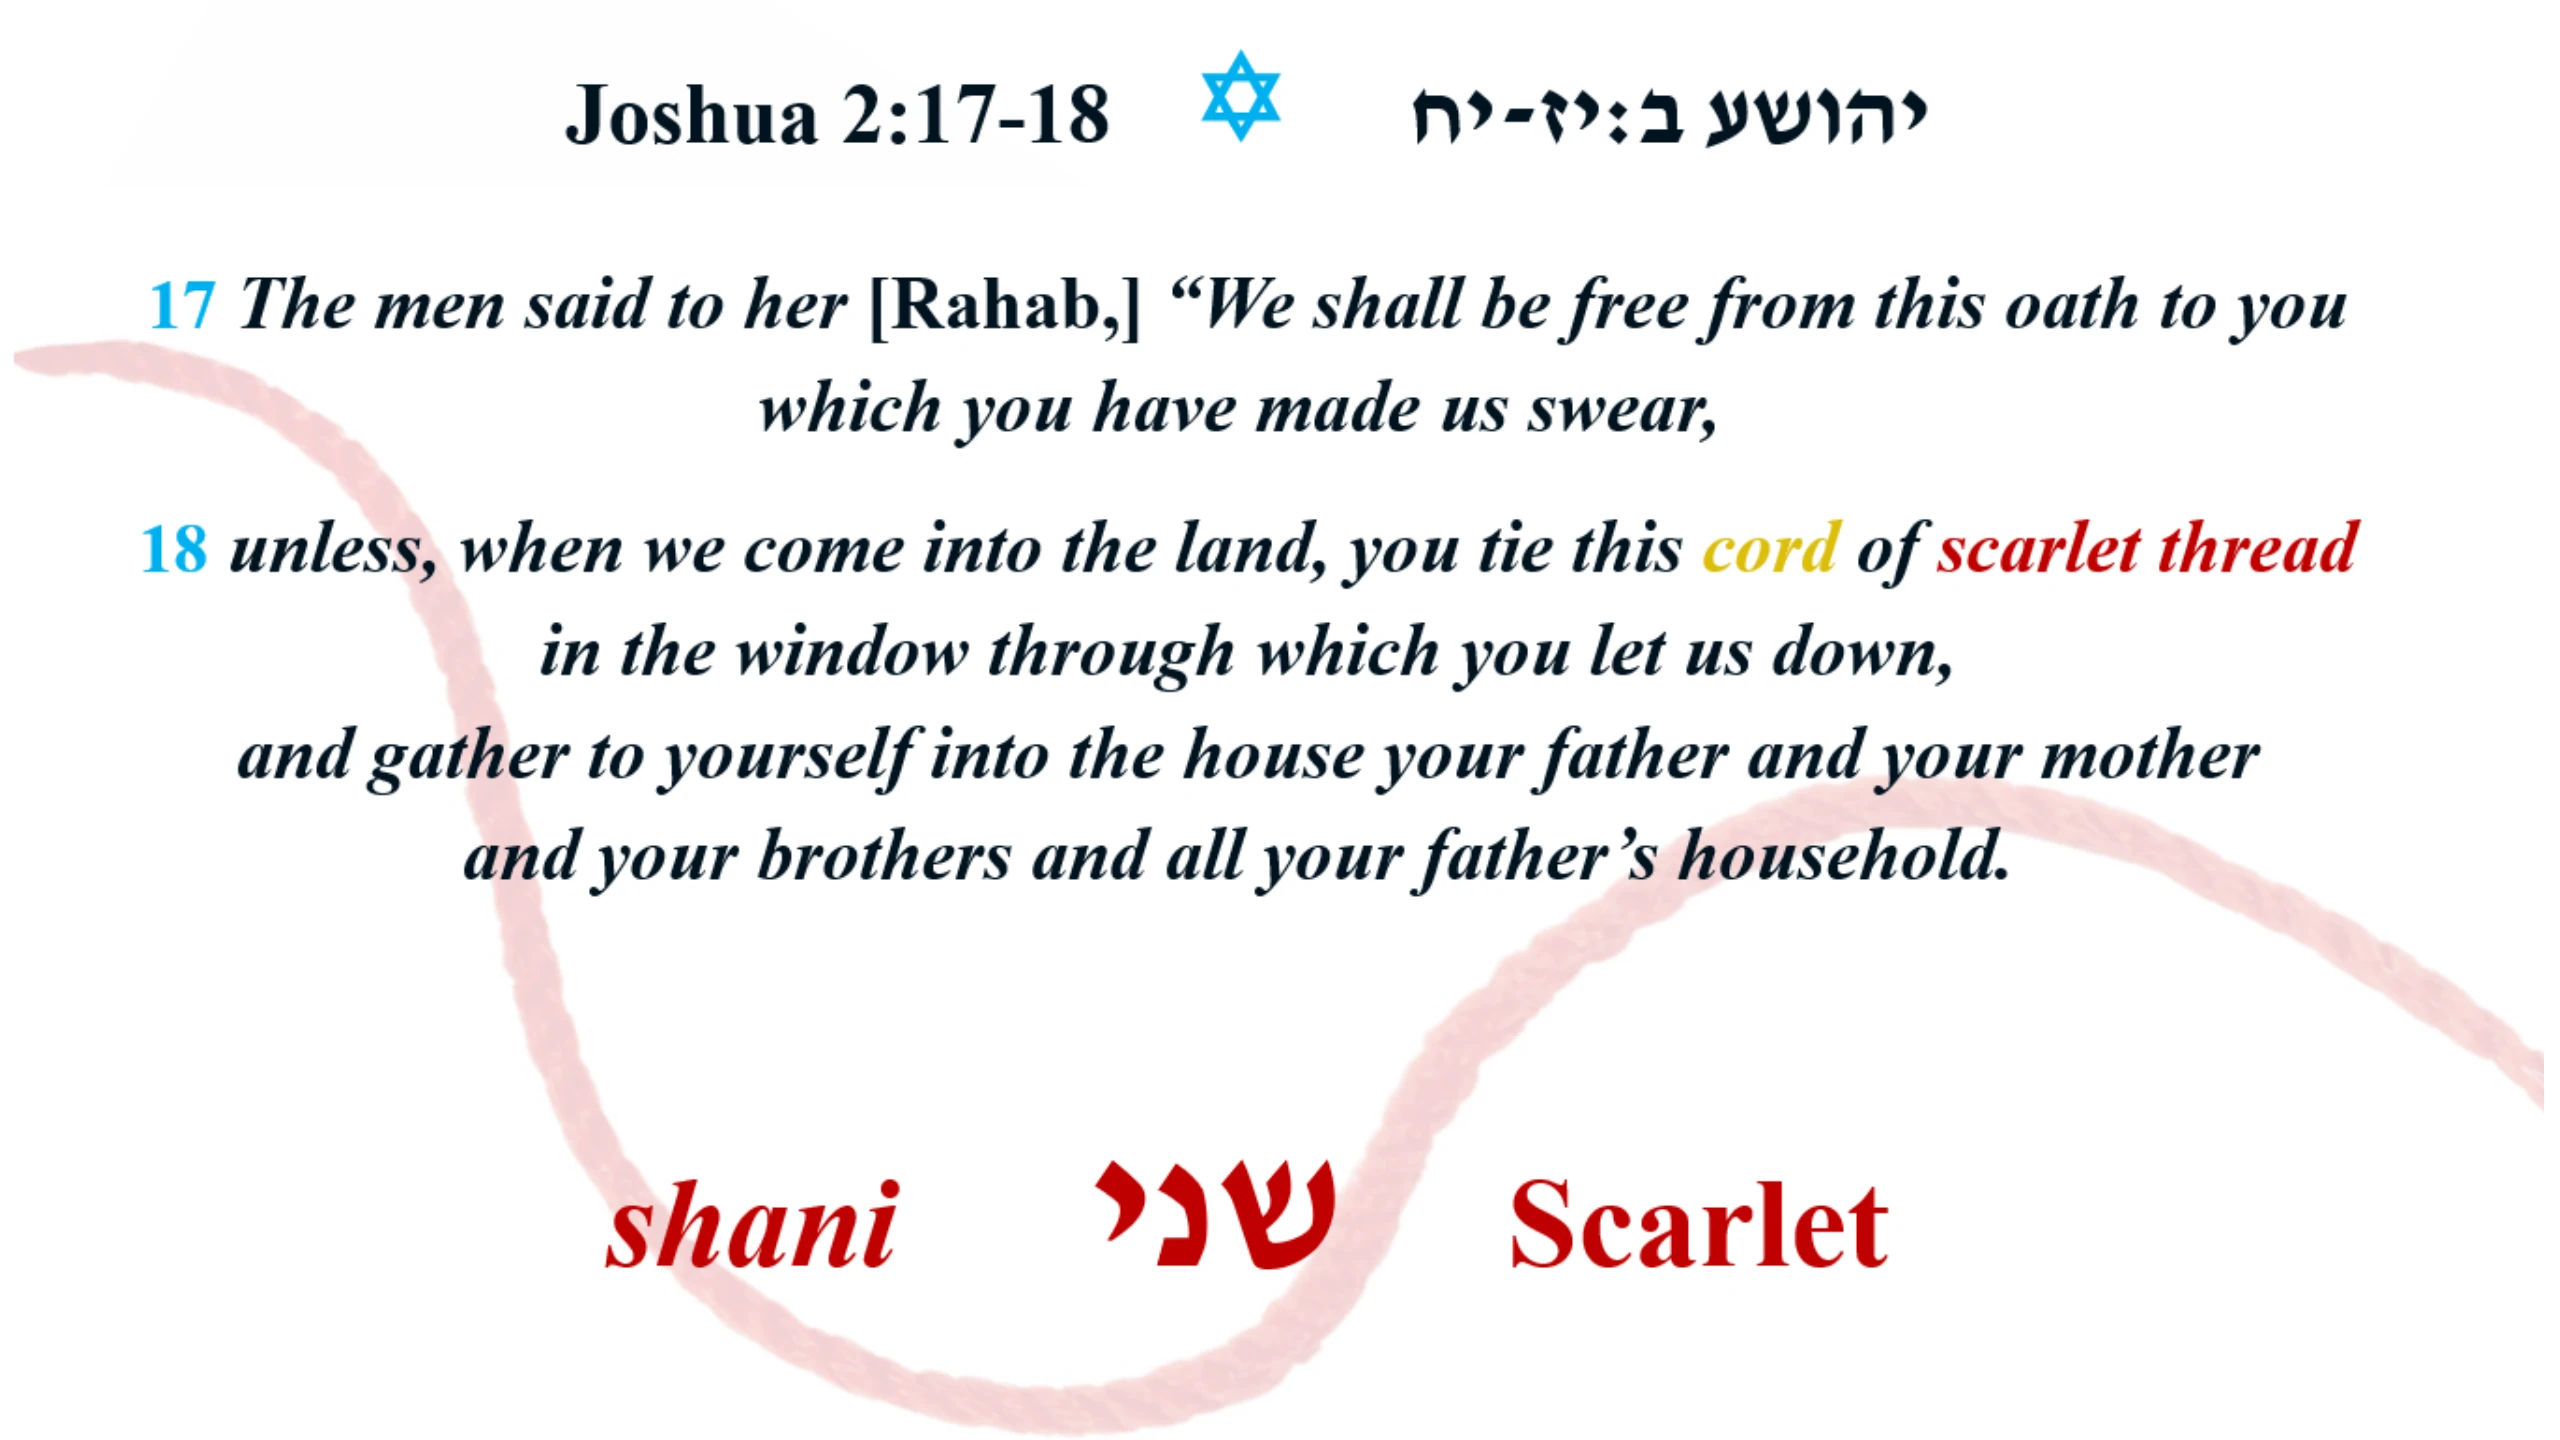 Joshua 2:17-18 ✡ יהושע ב:יז-יח
17 The men said to her [Rahab,] “We shall be free from this oath to you
which you have made us swear,
18 unless, when we come into the land, you tie this cord of scarlet thread
in the window through which you let us down,
and gather to yourself into the house your father and your mother
and your brothers and all your father’s household.
shani שני Scarlet